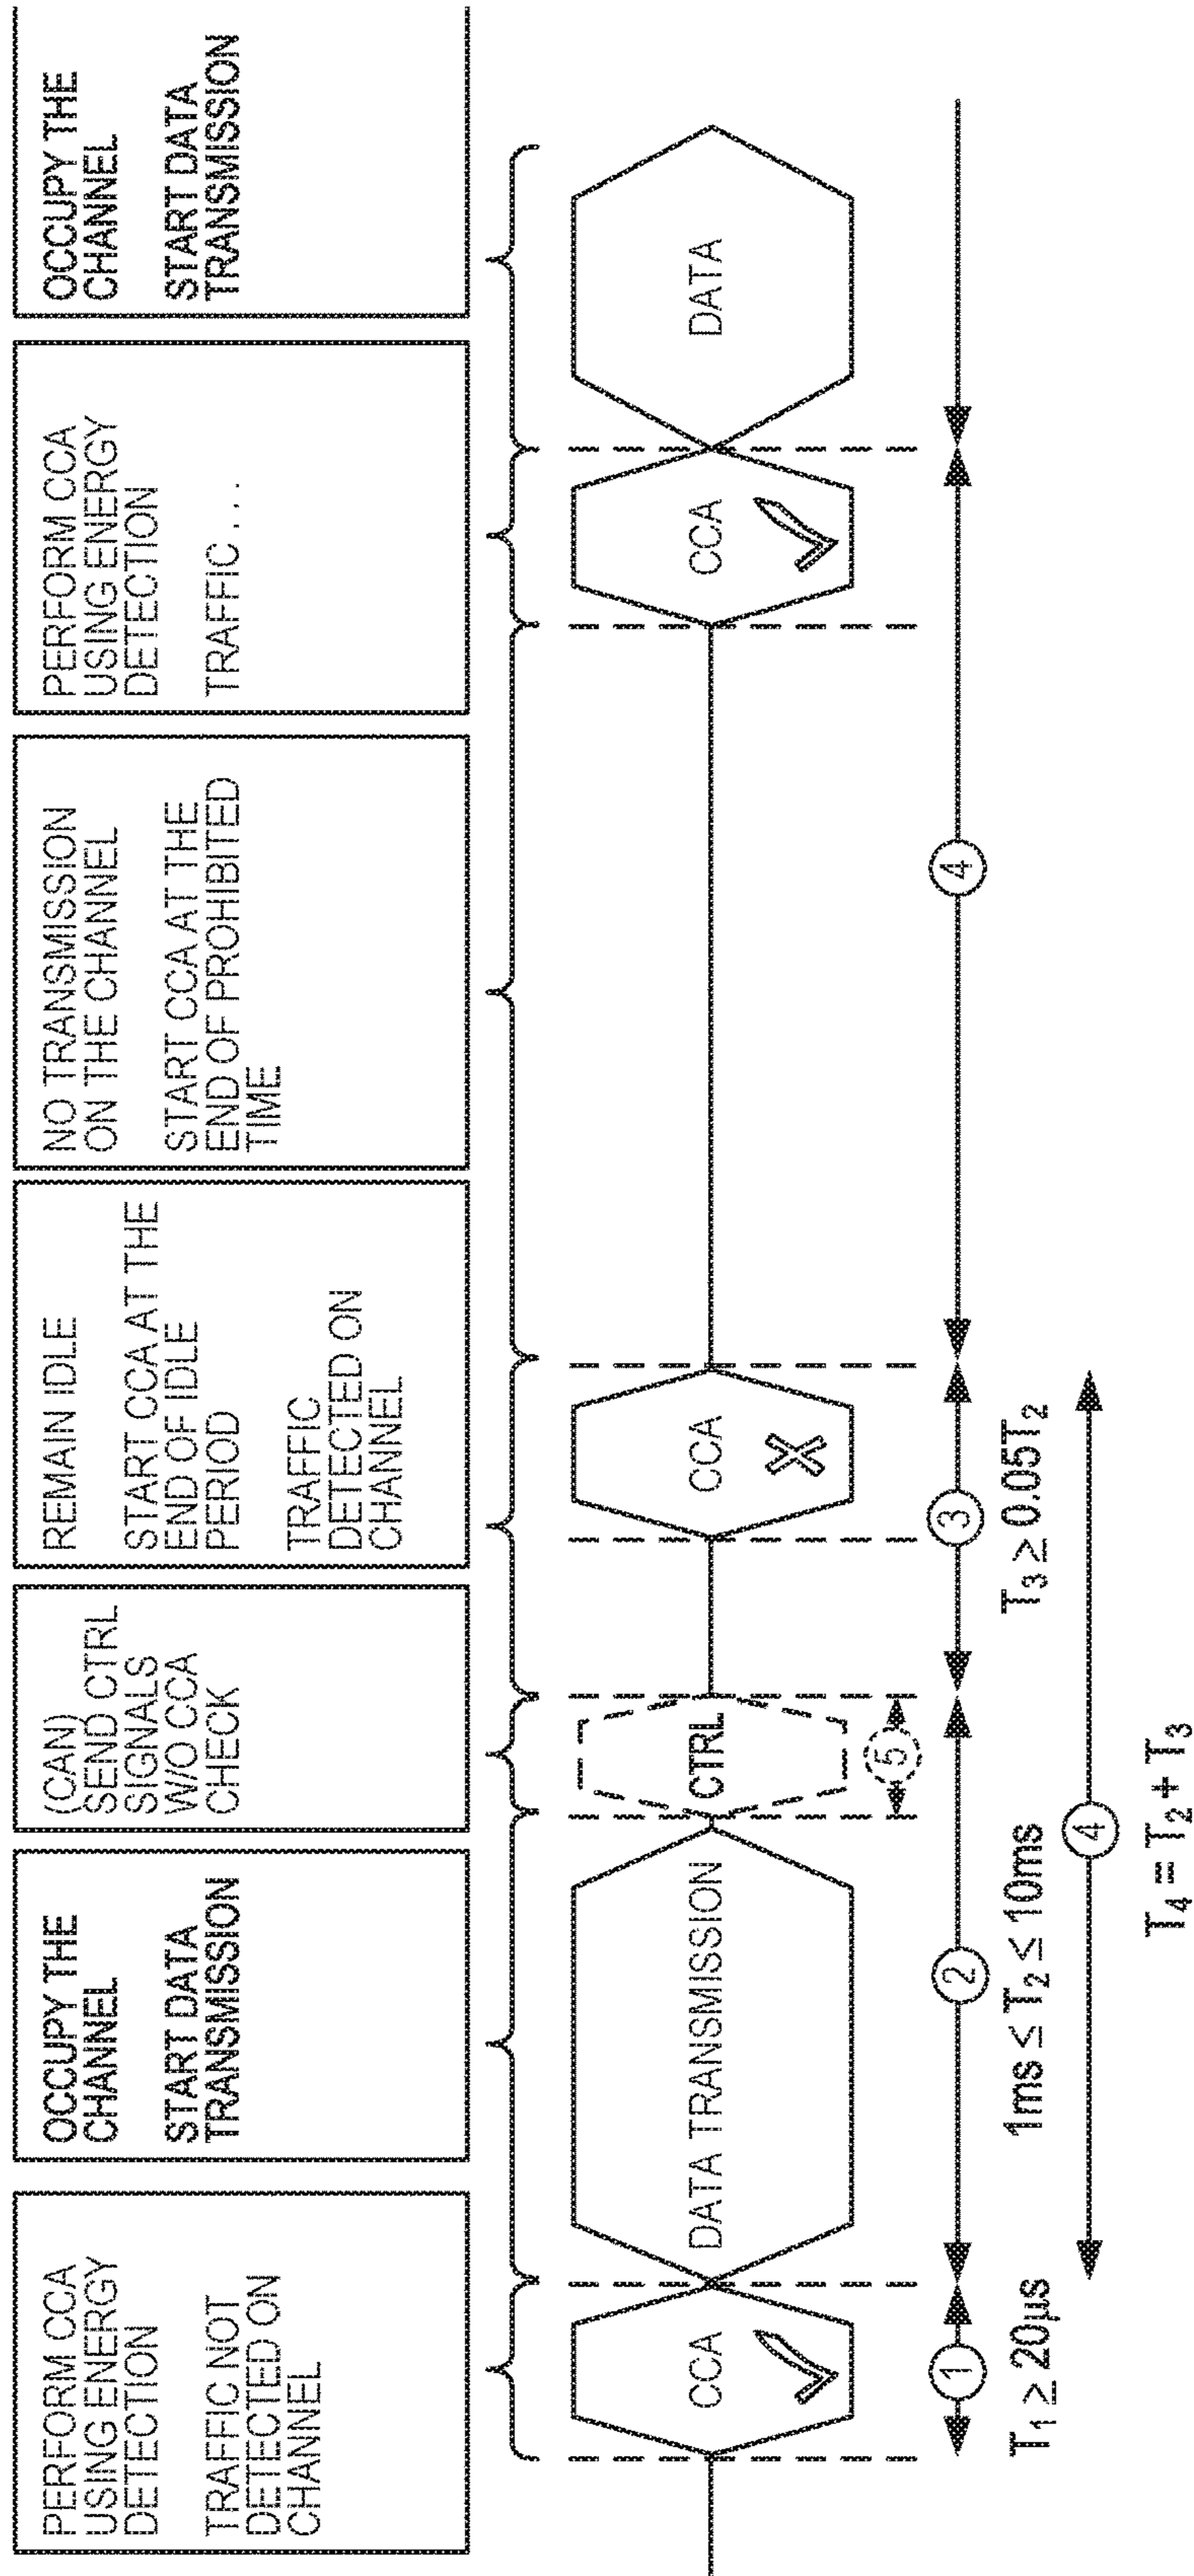 PERFORM CCA
USING ENERGY
DETECTION
TRAFFIC NOT
DETECTED ON
CHANNEL
OCCUPY THE
CHANNEL
START DATA
TRANSMISSION
(CAN)
SEND CTRL
SIGNALS
W/O CCA
CHECK
REMAIN IDLE
START CCA AT THE
END OF IDLE
PERIOD
TRAFFIC
DETECTED ON
CHANNEL
NO TRANSMISSION
ON THE CHANNEL
START CCA AT THE
END OF PROHIBITED
TIME
PERFORM CCA
USING ENERGY
DETECTION
TRAFFIC ...
OCCUPY THE
CHANNEL
START DATA
TRANSMISSION
CCA
DATA TRANSMISSION
CTRL
CCA
CCA
DATA
1
2
5
3
4
T₁ ≥ 20µs
1ms ≤ T₂ ≤ 10ms
T₃ ≥ 0.05T₂
4
T₄ = T₂ + T₃